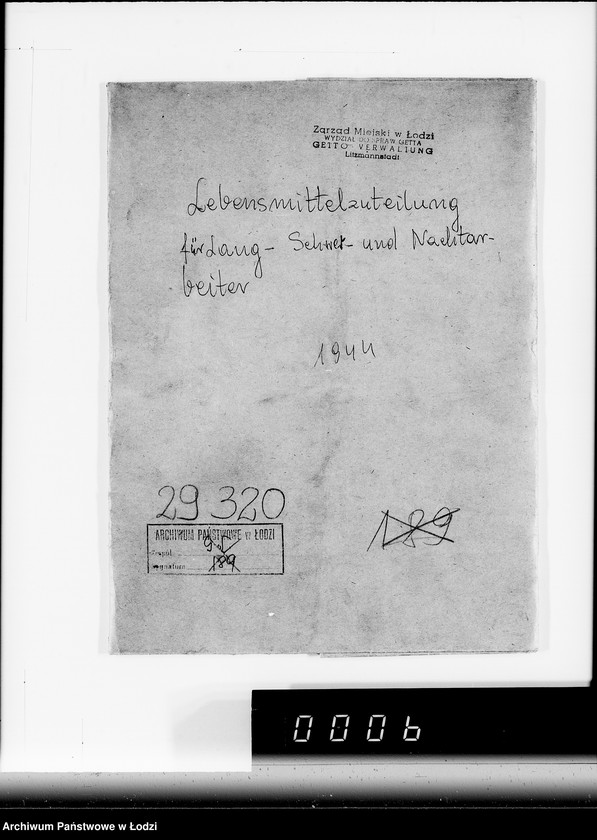 Zarząd Miejski w Łodzi
WYDZIAŁ DO SPRAW GETTA
GETTO VERWALTUNG
Litzmannstadt
Lebensmittelzuteilung
für Lang- Schwer- und Nachtar-
beiter
1944
29 320
189
ARCHIWUM PAŃSTWOWE w ŁODZI
Zespół
Sygnatura 189
0006
Archiwum Państwowe w Łodzi